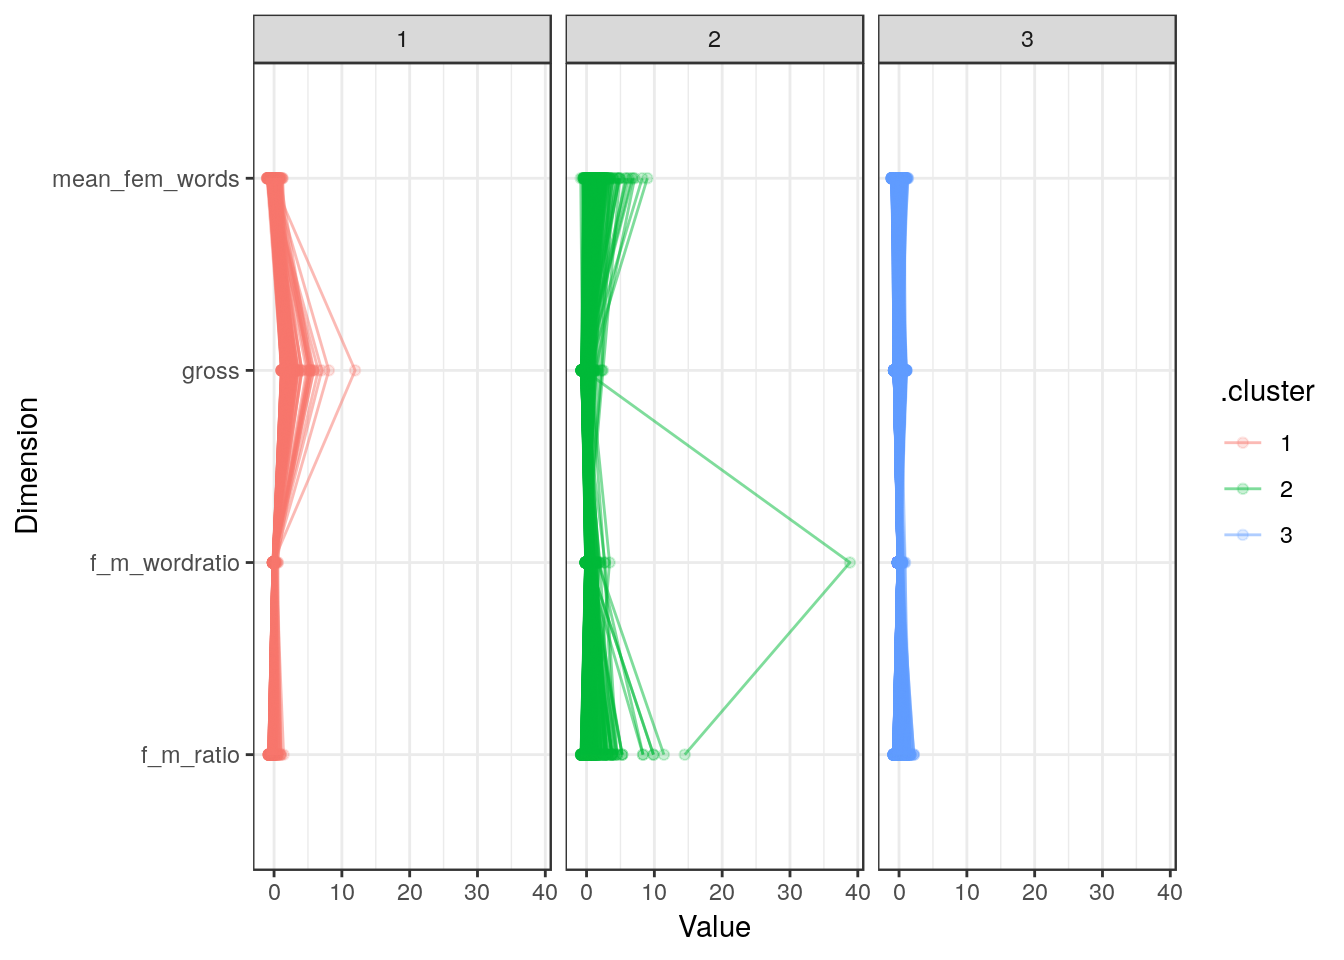 1 2 3
mean_fem_words
gross
f_m_wordratio
f_m_ratio
Dimension
0 10 20 30 40 0 10 20 30 40 0 10 20 30 40
Value
.cluster
1
2
3